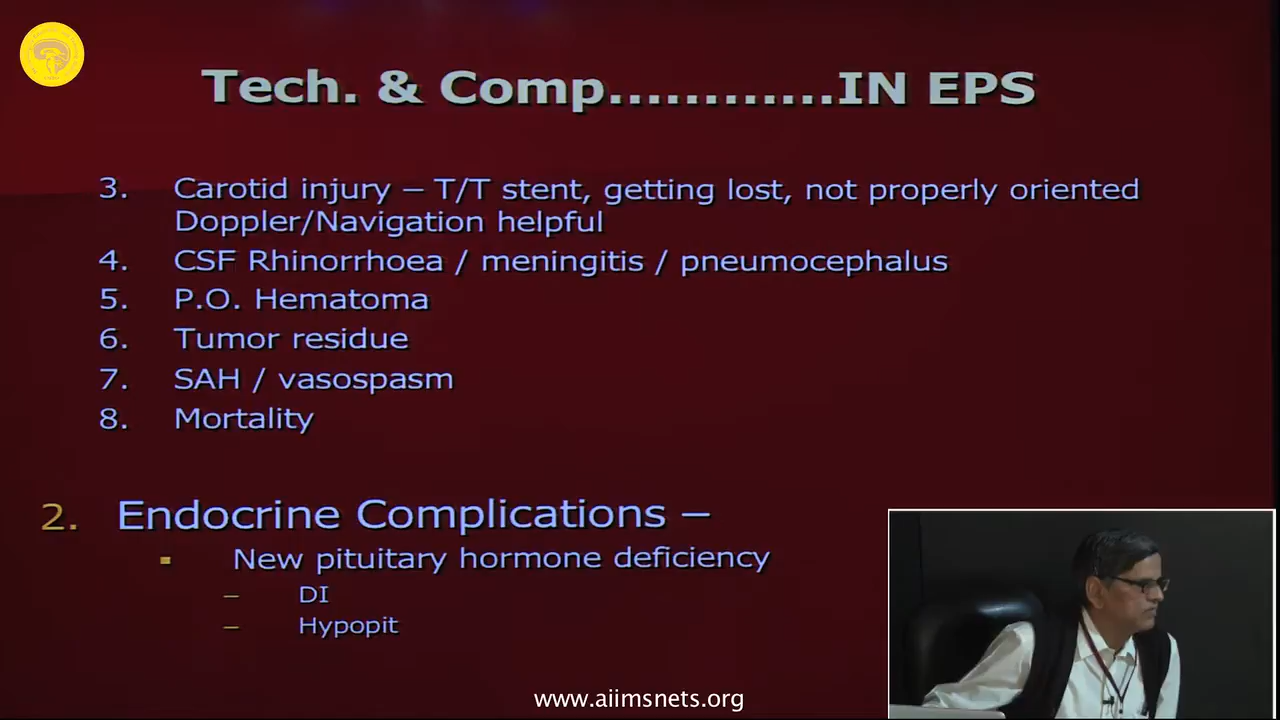 Tech. & Comp............IN EPS
3. Carotid injury – T/T stent, getting lost, not properly oriented
Doppler/Navigation helpful
4. CSF Rhinorrhoea / meningitis / pneumocephalus
5. P.O. Hematoma
6. Tumor residue
7. SAH / vasospasm
8. Mortality
2. Endocrine Complications –
▪ New pituitary hormone deficiency
– DI
– Hypopit
www.aiimsnets.org